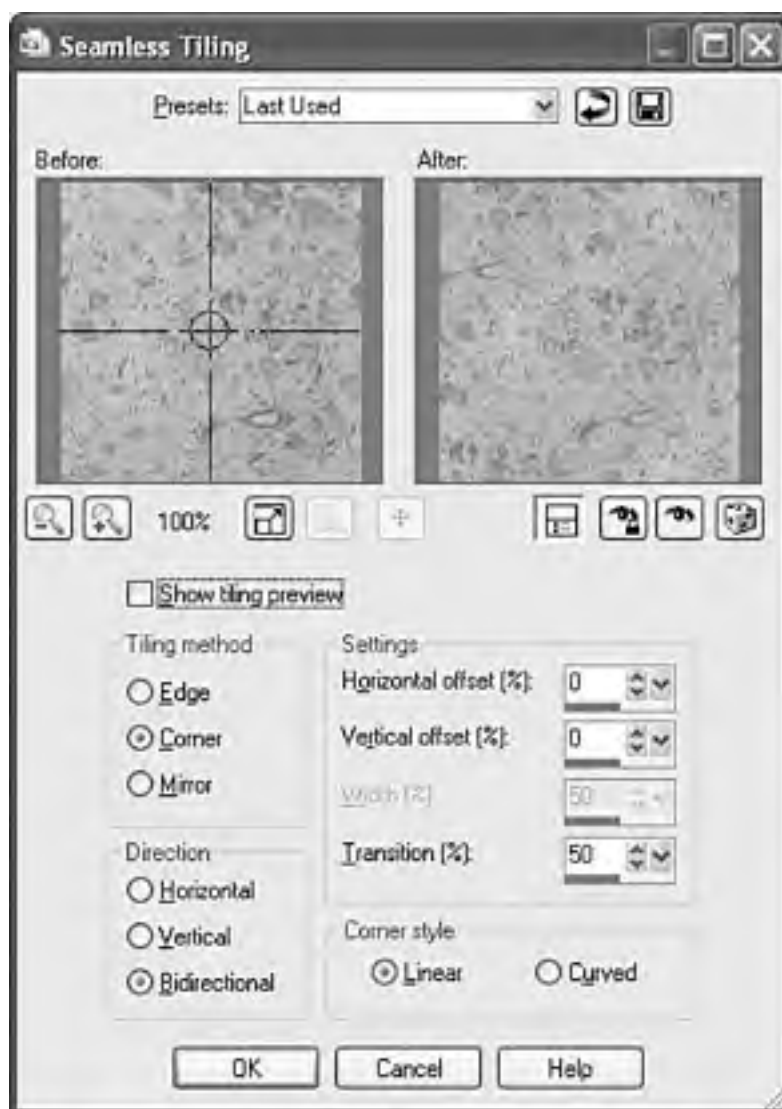 Seamless Tiling
Presets: Last Used
Before:
After:
100%
Show tiling preview
Tiling method
Edge
Corner
Mirror
Direction
Horizontal
Vertical
Bidirectional
Settings
Horizontal offset (%): 0
Vertical offset (%): 0
Width (%) 50
Transition (%): 50
Corner style
Linear
Curved
OK
Cancel
Help